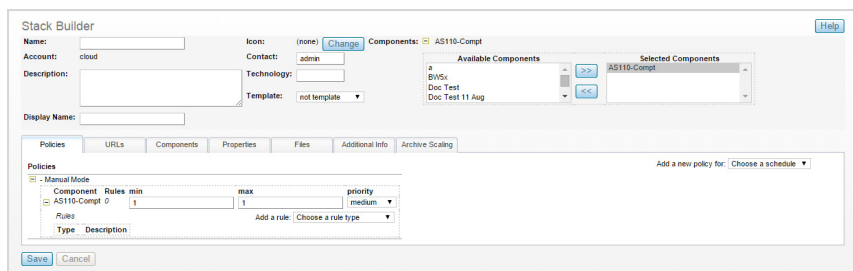 Stack Builder
Help
Name:
Icon: (none) Change
Components: AS110-Compt
Account: cloud
Contact: admin
Available Components
Selected Components
a
BW5x
Doc Test
Doc Test 11 Aug
>>
<<
AS110-Compt
Description:
Technology:
Template: not template
Display Name:
Policies URLs Components Properties Files Additional Info Archive Scaling
Policies
Add a new policy for: Choose a schedule
- Manual Mode
Component Rules min max priority
AS110-Compt 0 1 1 medium
Rules
Add a rule: Choose a rule type
Type Description
Save Cancel